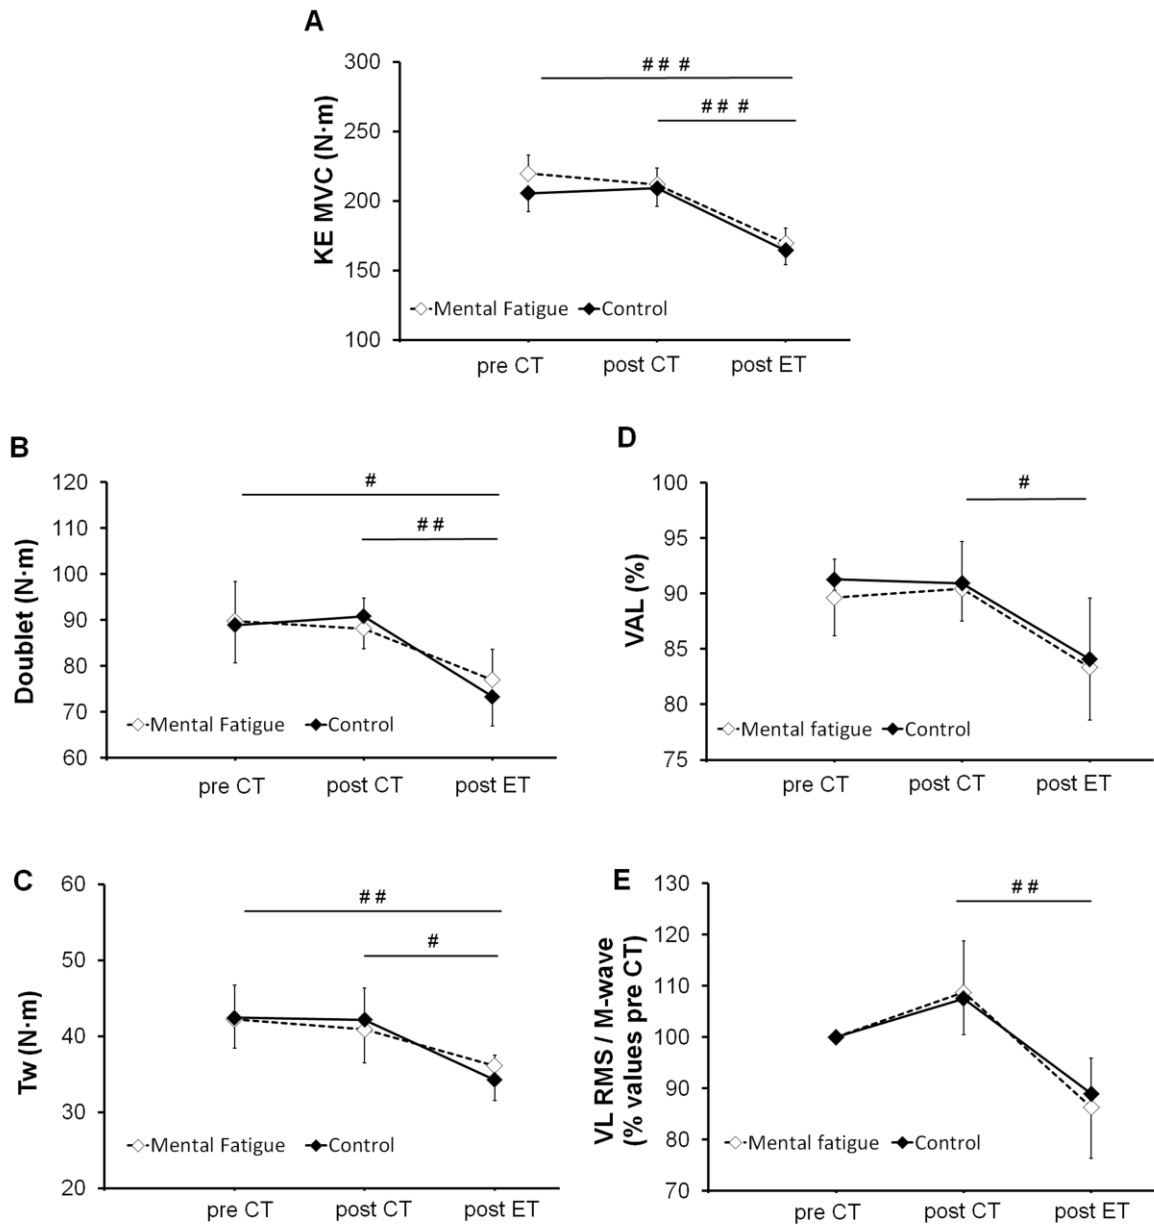 A
KE MVC (N·m)
300
250
200
150
100
# # #
# # #
Mental Fatigue Control
pre CT post CT post ET
B
Doublet (N·m)
120
110
100
90
80
70
60
#
# #
Mental Fatigue Control
pre CT post CT post ET
D
VAL (%)
100
95
90
85
80
75
#
Mental fatigue Control
pre CT post CT post ET
C
Tw (N·m)
60
50
40
30
20
# #
#
Mental Fatigue Control
pre CT post CT post ET
E
VL RMS / M-wave
(% values pre CT)
130
120
110
100
90
80
70
# #
Mental fatigue Control
pre CT post CT post ET